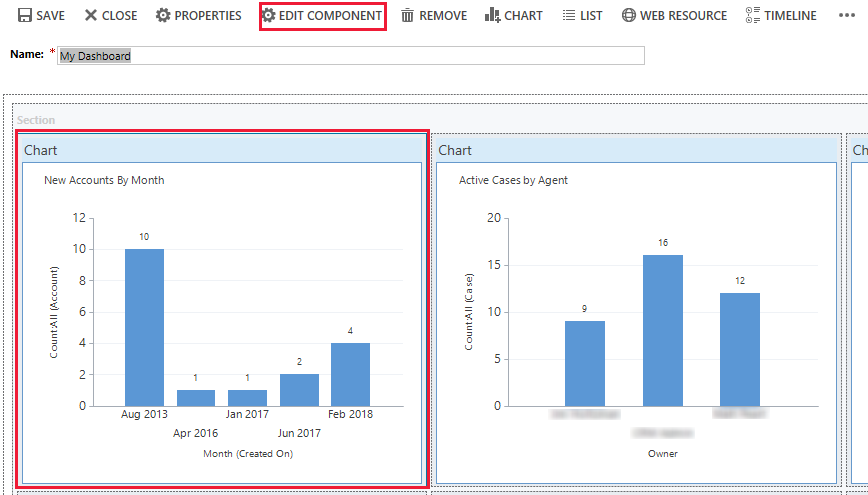 SAVE CLOSE PROPERTIES EDIT COMPONENT REMOVE CHART LIST WEB RESOURCE TIMELINE •••
Name: * My Dashboard
Section
Chart
New Accounts By Month
Count:All (Account)
12
10
8
6
4
2
0
10
1
1
2
4
Aug 2013 Jan 2017 Feb 2018
Apr 2016 Jun 2017
Month (Created On)
Chart
Active Cases by Agent
Count:All (Case)
20
15
10
5
0
9
16
12
Owner
Ch